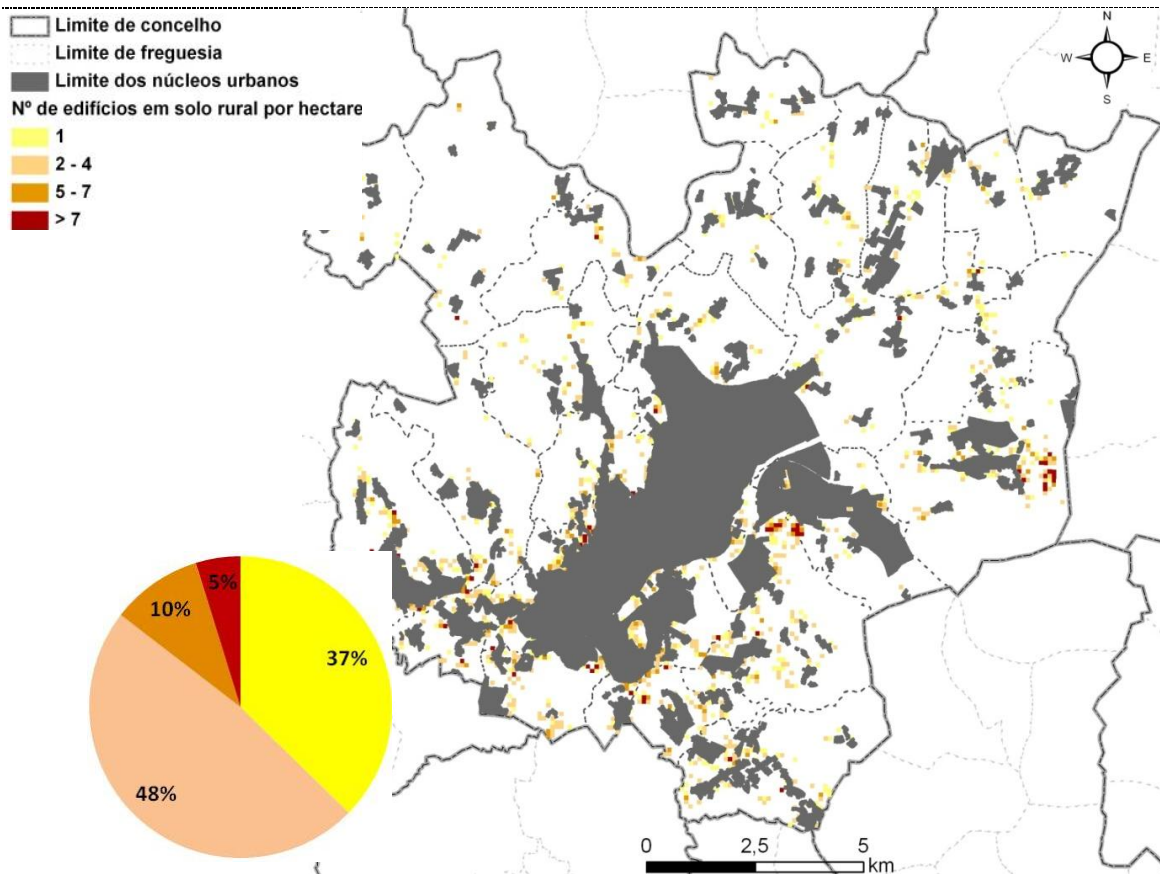 Limite de concelho
Limite de freguesia
Limite dos núcleos urbanos
Nº de edifícios em solo rural por hectare
1
2 - 4
5 - 7
> 7
N
W E
S
5%
10%
37%
48%
0 2,5 5
km